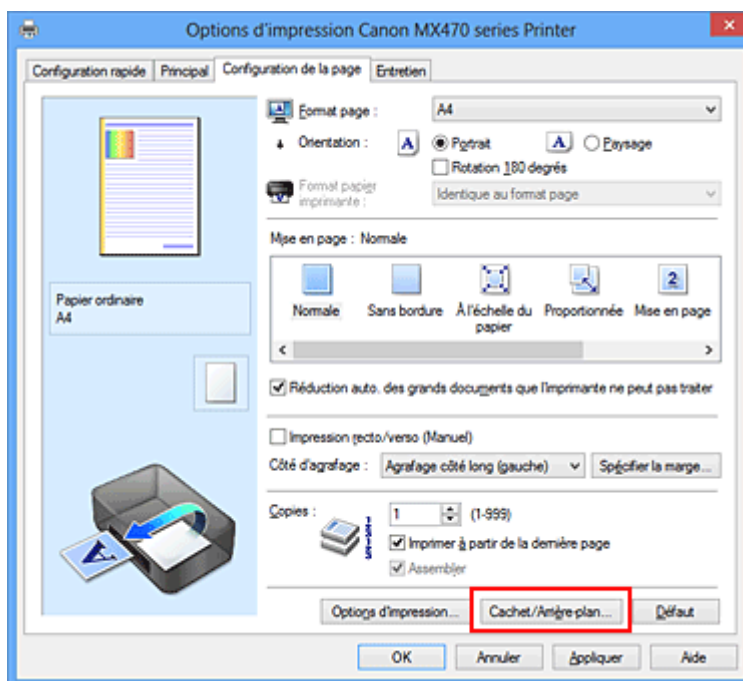 Options d'impression Canon MX470 series Printer
Configuration rapide Principal Configuration de la page Entretien
Format page : A4
Orientation : A Portrait A Paysage
Rotation 180 degrés
Format papier imprimante : Identique au format page
Mise en page : Normale
2
Normale Sans bordure À l'échelle du papier Proportionnée Mise en page
Papier ordinaire
A4
Réduction auto. des grands documents que l'imprimante ne peut pas traiter
Impression recto/verso (Manuel)
Côté d'agrafage : Agrafage côté long (gauche) Spécifier la marge...
Copies : 1 (1-999)
Imprimer à partir de la dernière page
Assembler
Options d'impression... Cachet/Arrière-plan... Défaut
OK Annuler Appliquer Aide